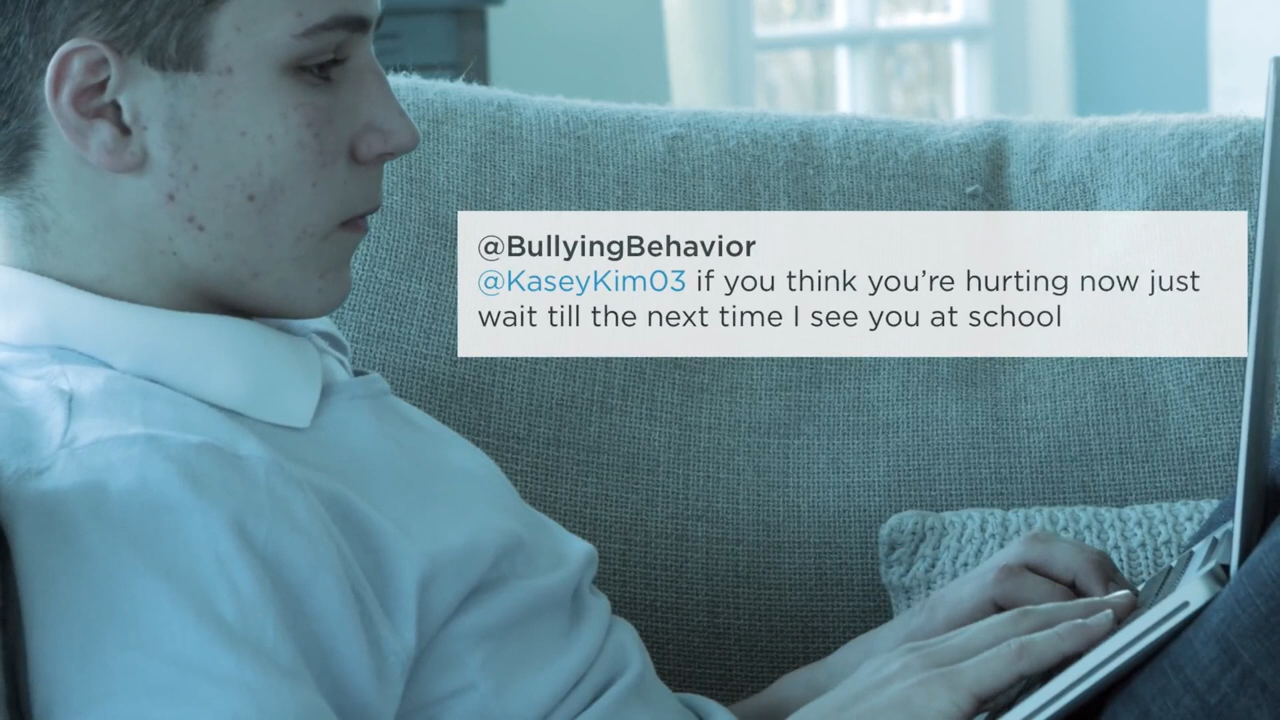 @BullyingBehavior
@KaseyKim03 if you think you’re hurting now just
wait till the next time I see you at school